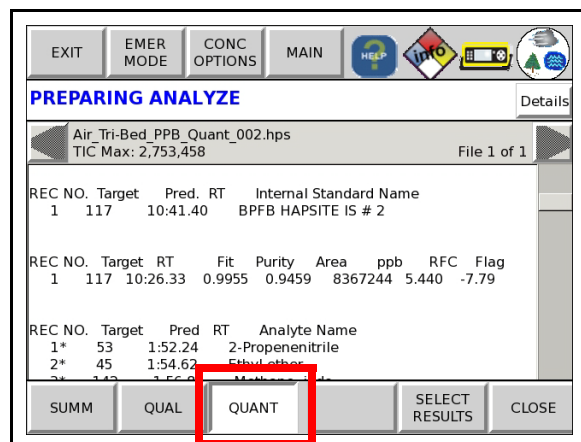 EXIT
EMER MODE
CONC OPTIONS
MAIN
HELP
info
PREPARING ANALYZE
Details
Air_Tri-Bed_PPB_Quant_002.hps
TIC Max: 2,753,458
File 1 of 1
REC NO. Target Pred. RT Internal Standard Name
1 117 10:41.40 BPFB HAPSITE IS # 2
REC NO. Target RT Fit Purity Area ppb RFC Flag
1 117 10:26.33 0.9955 0.9459 8367244 5.440 -7.79
REC NO. Target Pred RT Analyte Name
1* 53 1:52.24 2-Propenenitrile
2* 45 1:54.62 Ethyl ether
SUMM
QUAL
QUANT
SELECT RESULTS
CLOSE